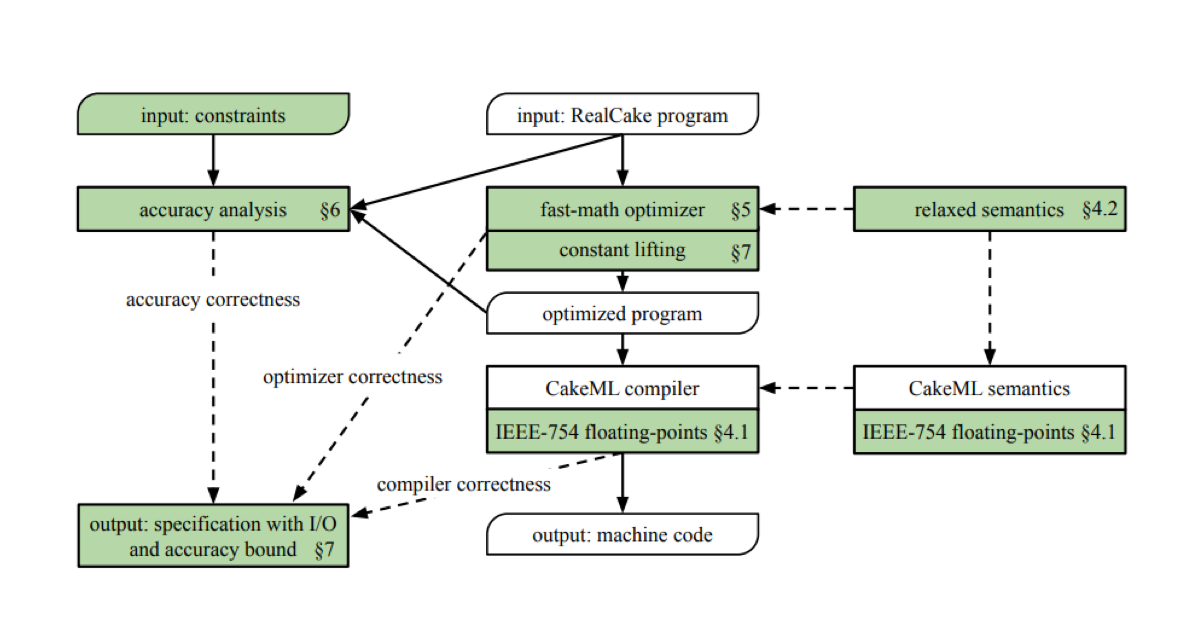 input: constraints
input: RealCake program
accuracy analysis §6
fast-math optimizer §5
relaxed semantics §4.2
constant lifting §7
accuracy correctness
optimized program
optimizer correctness
CakeML compiler
CakeML semantics
IEEE-754 floating-points §4.1
IEEE-754 floating-points §4.1
compiler correctness
output: specification with I/O
and accuracy bound §7
output: machine code